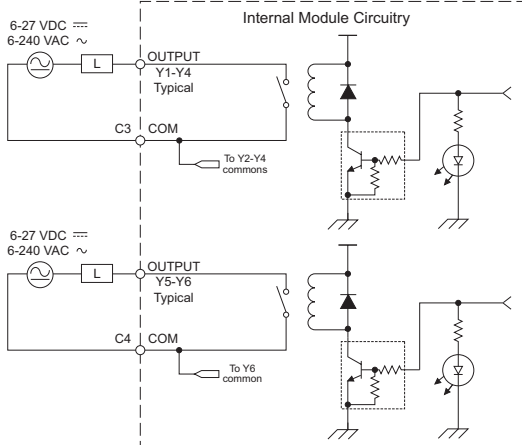 Internal Module Circuitry
6-27 VDC ⎓
6-240 VAC ∿
L
OUTPUT
Y1-Y4
Typical
C3
COM
To Y2-Y4
commons
6-27 VDC ⎓
6-240 VAC ∿
L
OUTPUT
Y5-Y6
Typical
C4
COM
To Y6
common